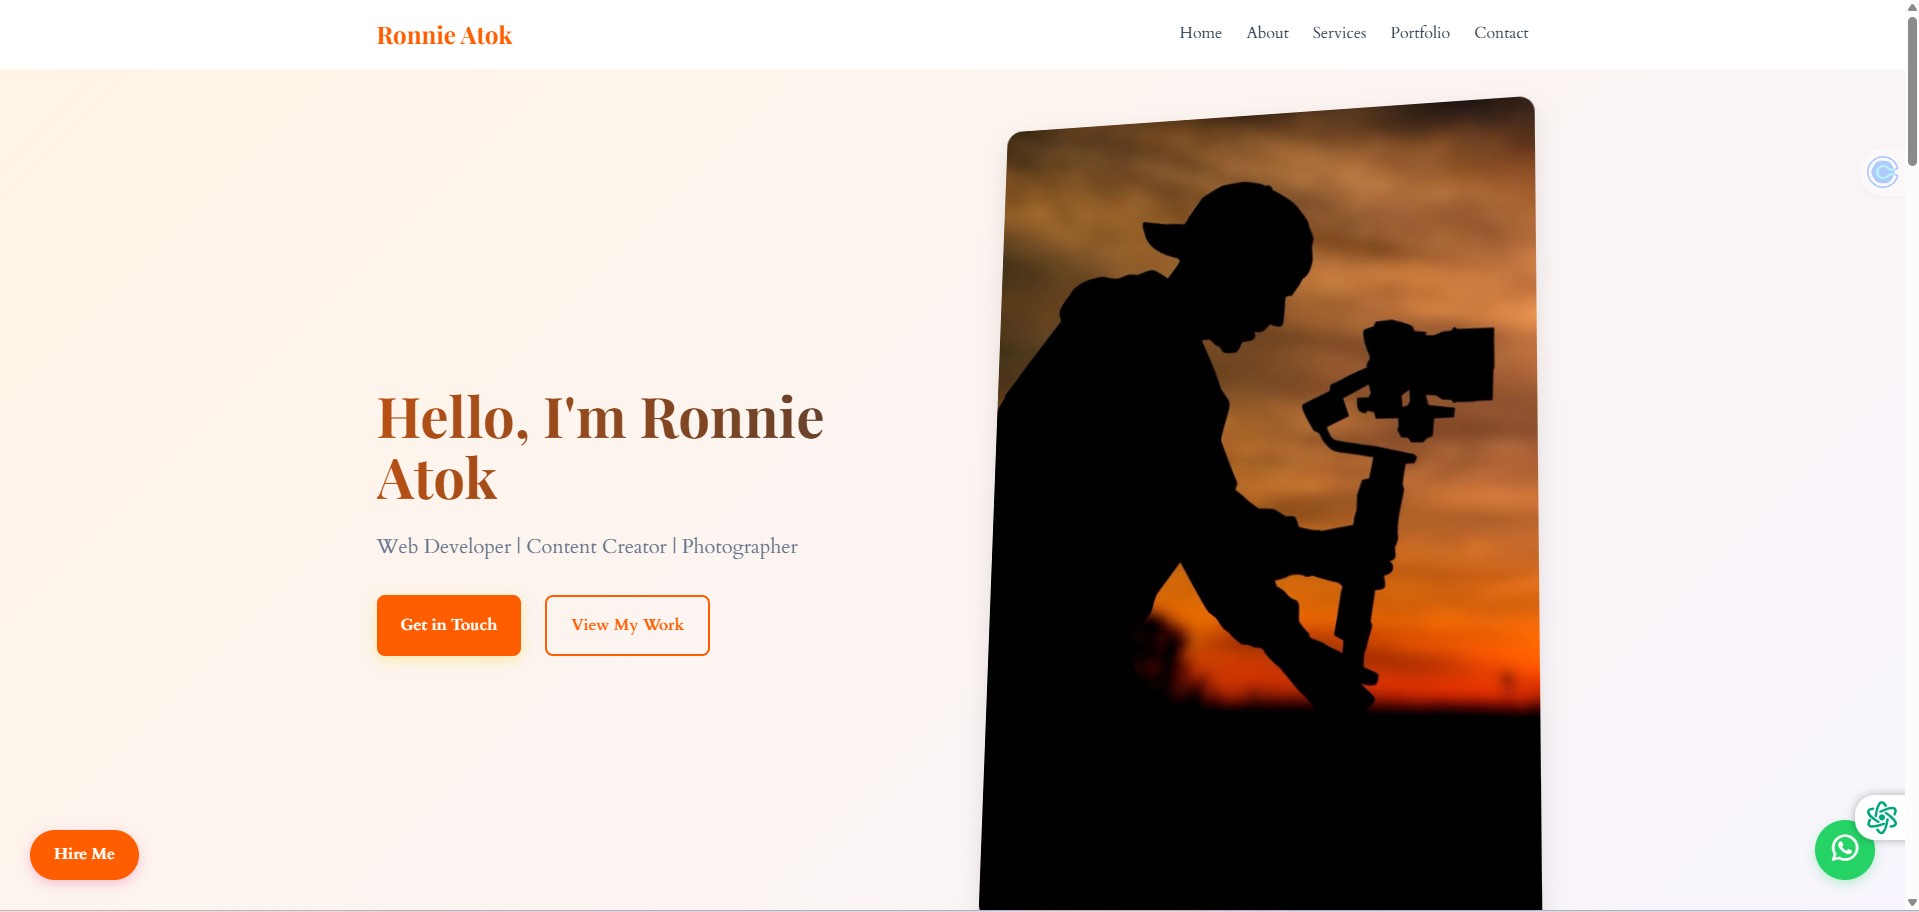 Ronnie Atok
Home About Services Portfolio Contact
Hello, I'm Ronnie
Atok
Web Developer | Content Creator | Photographer
Get in Touch View My Work
Hire Me